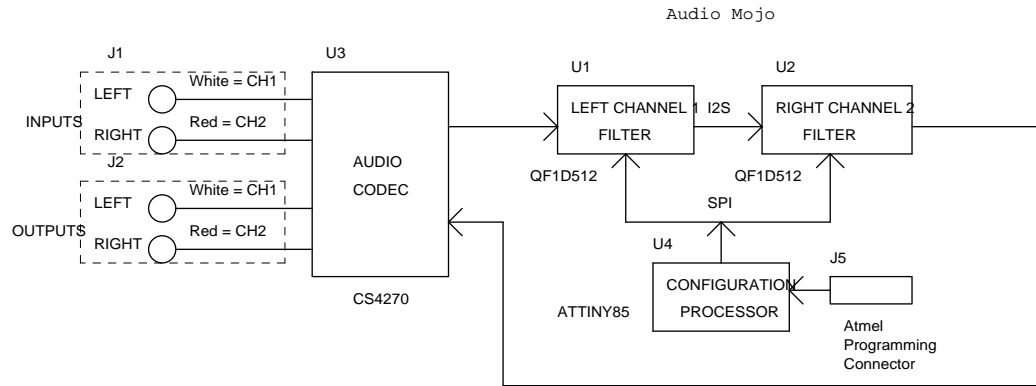 Audio Mojo
J1
White = CH1
LEFT
INPUTS
Red = CH2
RIGHT
J2
White = CH1
LEFT
OUTPUTS
Red = CH2
RIGHT
U3
AUDIO
CODEC
CS4270
U1
LEFT CHANNEL 1
FILTER
QF1D512
I2S
U2
RIGHT CHANNEL 2
FILTER
QF1D512
SPI
U4
CONFIGURATION
PROCESSOR
ATTINY85
J5
Atmel
Programming
Connector